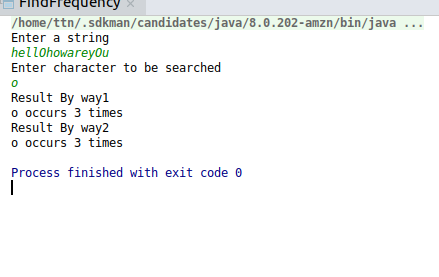 FindFrequency
/home/ttn/.sdkman/candidates/java/8.0.202-amzn/bin/java ...
Enter a string
hellOhowareyOu
Enter character to be searched
o
Result By way1
o occurs 3 times
Result By way2
o occurs 3 times
Process finished with exit code 0